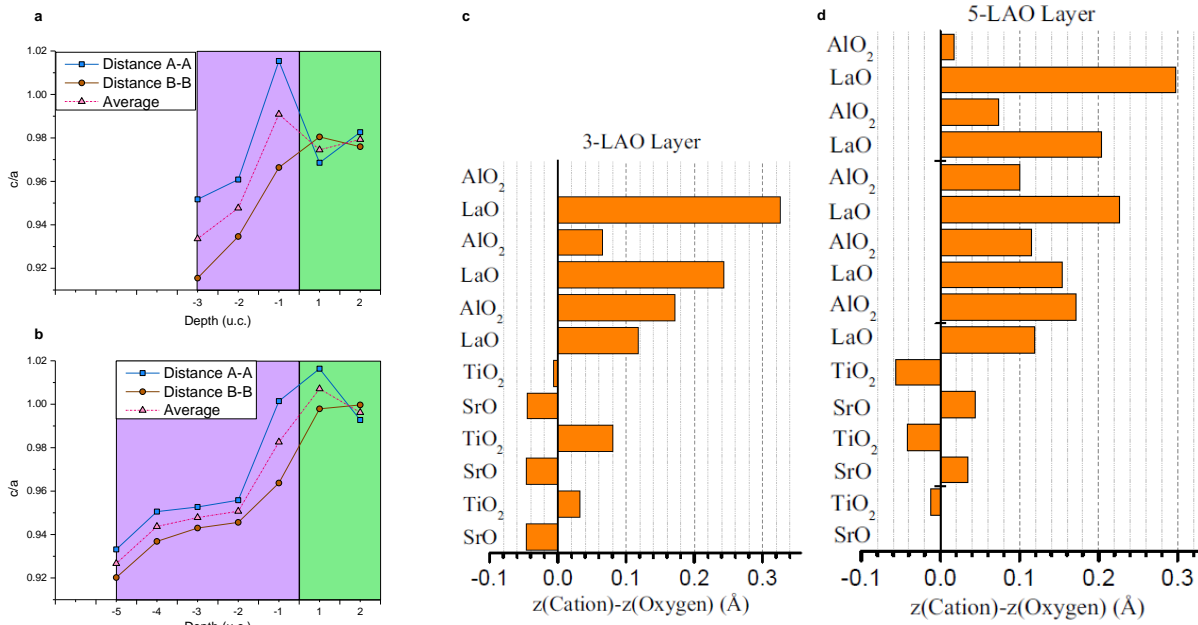 a
1.02
1.00
0.98
0.96
0.94
0.92
c/a
Distance A-A
Distance B-B
Average
-3
-2
-1
1
2
Depth (u.c.)
b
1.02
1.00
0.98
0.96
0.94
0.92
c/a
Distance A-A
Distance B-B
Average
-5
-4
-3
-2
-1
1
2
c
3-LAO Layer
AlO2
LaO
AlO2
LaO
AlO2
LaO
TiO2
SrO
TiO2
SrO
TiO2
SrO
-0.1 0.0 0.1 0.2 0.3
z(Cation)-z(Oxygen) (Å)
d
5-LAO Layer
AlO2
LaO
AlO2
LaO
AlO2
LaO
AlO2
LaO
AlO2
LaO
TiO2
SrO
TiO2
SrO
TiO2
SrO
-0.1 0.0 0.1 0.2 0.3
z(Cation)-z(Oxygen) (Å)